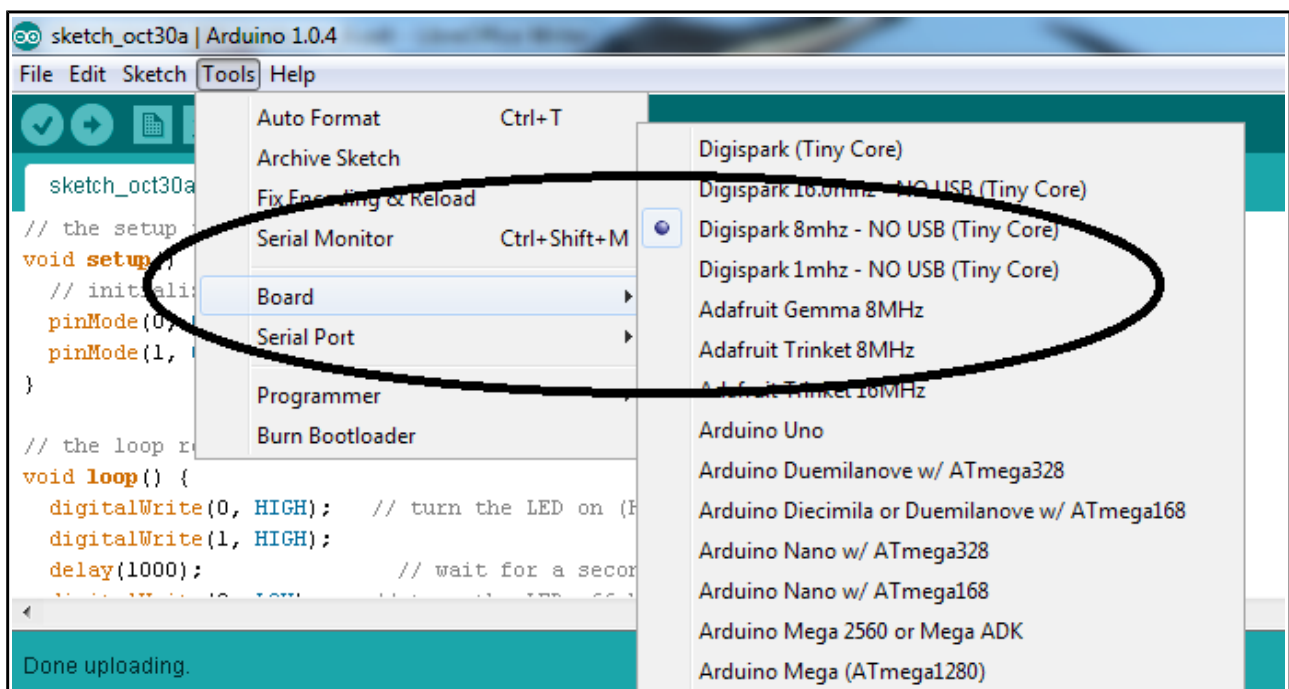 sketch_oct30a | Arduino 1.0.4
File Edit Sketch Tools Help
Auto Format Ctrl+T
Archive Sketch
Fix Encoding & Reload
Serial Monitor Ctrl+Shift+M
Board
Serial Port
Programmer
Burn Bootloader
Digispark (Tiny Core)
Digispark 16.0mhz - NO USB (Tiny Core)
Digispark 8mhz - NO USB (Tiny Core)
Digispark 1mhz - NO USB (Tiny Core)
Adafruit Gemma 8MHz
Adafruit Trinket 8MHz
Adafruit Trinket 16MHz
Arduino Uno
Arduino Duemilanove w/ ATmega328
Arduino Diecimila or Duemilanove w/ ATmega168
Arduino Nano w/ ATmega328
Arduino Nano w/ ATmega168
Arduino Mega 2560 or Mega ADK
Arduino Mega (ATmega1280)
sketch_oct30a
// the setup
void setup()
// initiali
pinMode(0,
pinMode(1,
}
// the loop r
void loop() {
digitalWrite(0, HIGH); // turn the LED on (H
digitalWrite(1, HIGH);
delay(1000); // wait for a secon
Done uploading.